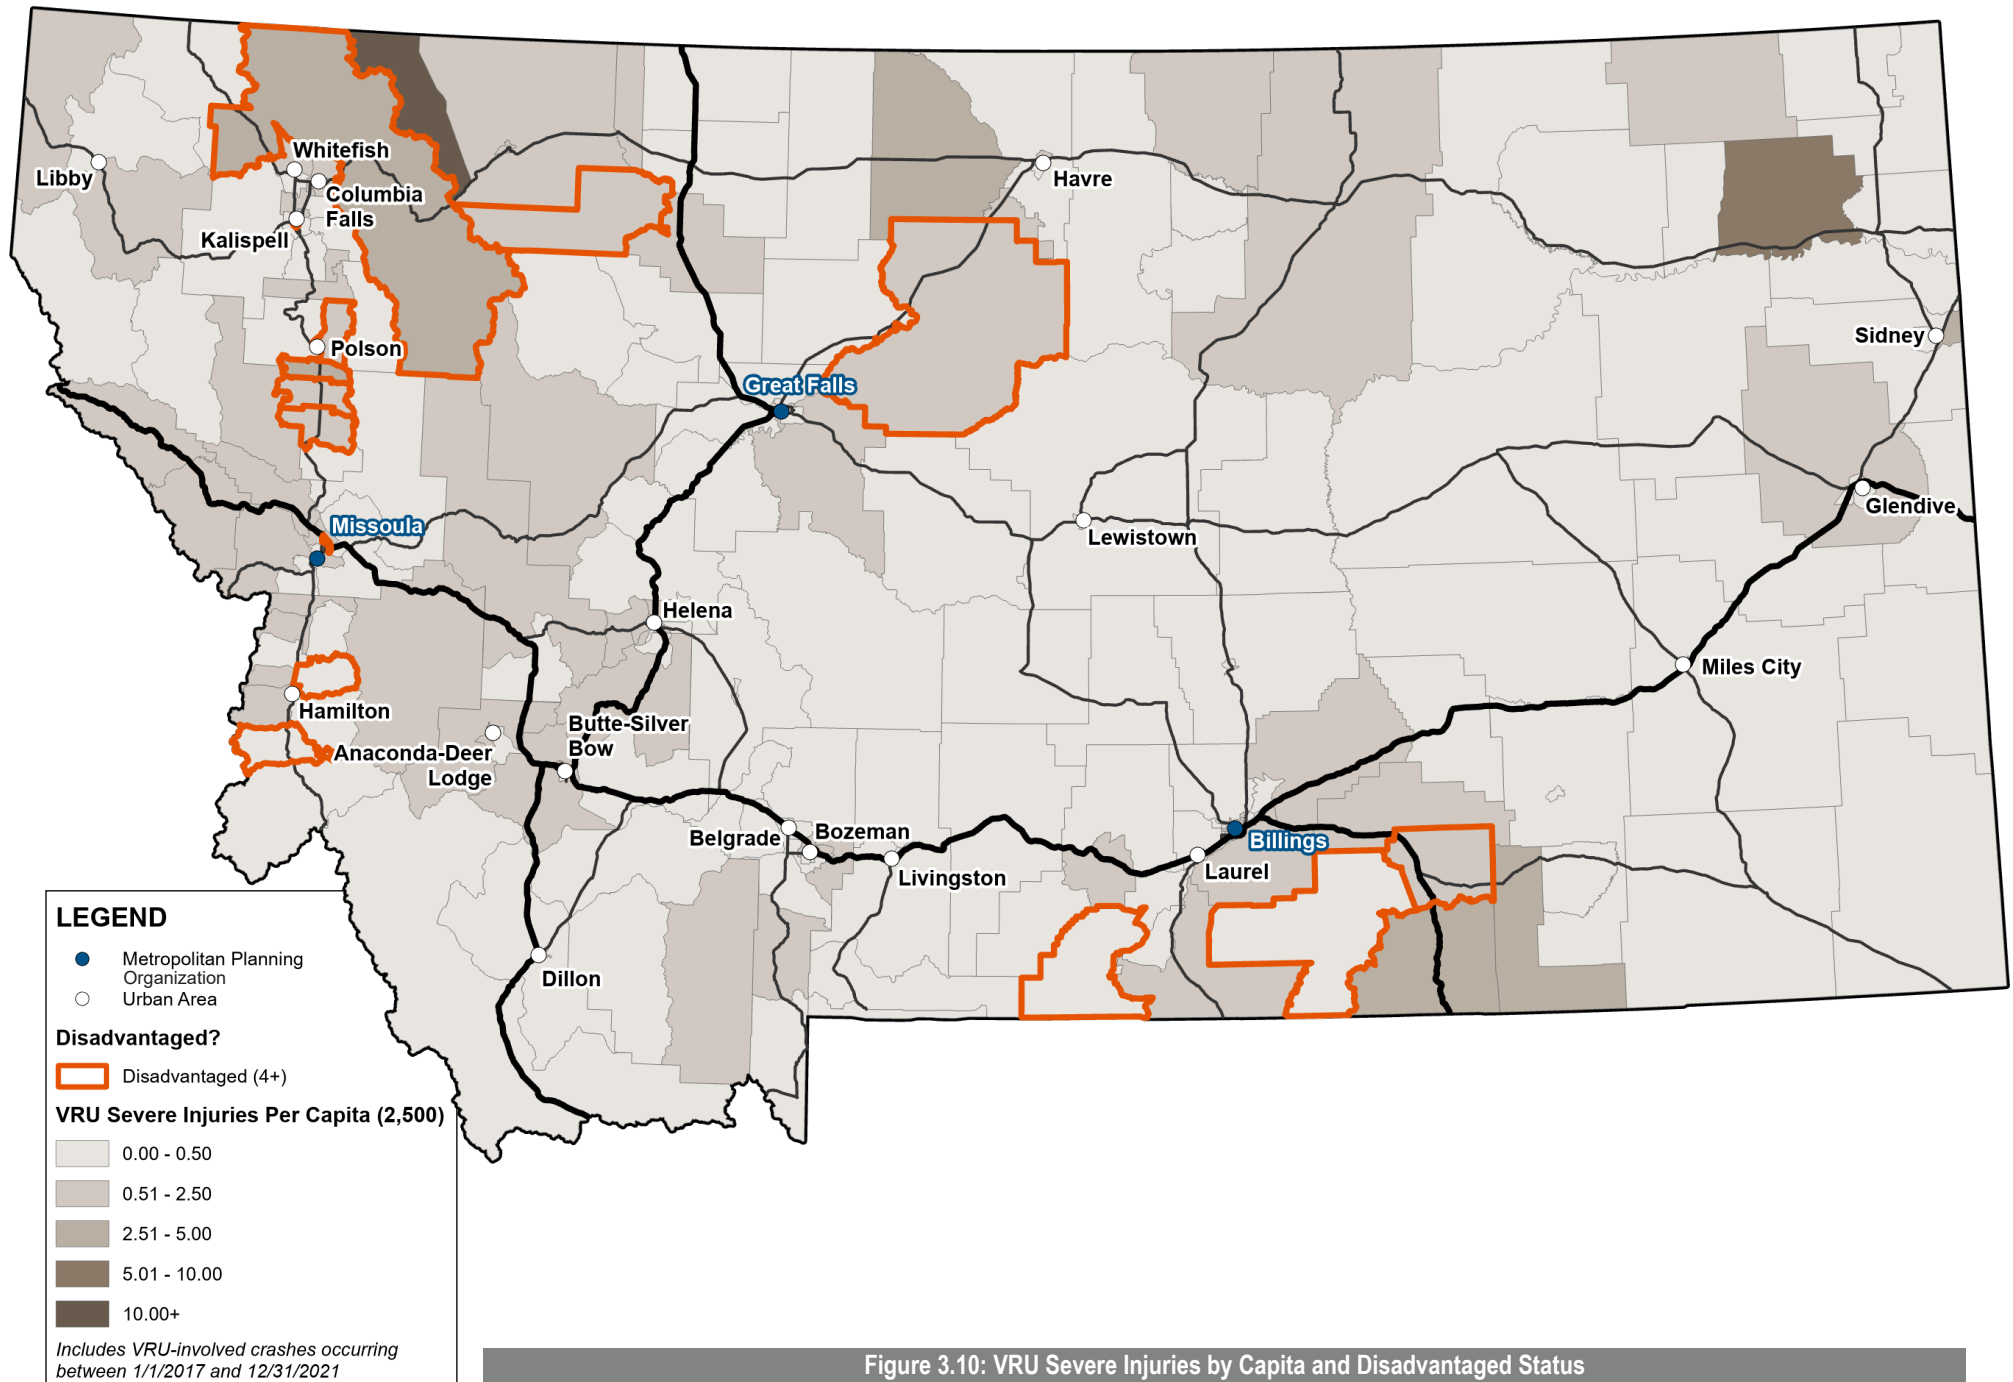 Whitefish
Libby
Columbia
Falls
Kalispell
Havre
Polson
Sidney
Great Falls
Glendive
Missoula
Lewistown
Helena
Miles City
Hamilton
Butte-Silver
Bow
Anaconda-Deer
Lodge
Belgrade
Bozeman
Billings
Laurel
Livingston
Dillon
LEGEND
Metropolitan Planning
Organization
Urban Area
Disadvantaged?
Disadvantaged (4+)
VRU Severe Injuries Per Capita (2,500)
0.00 - 0.50
0.51 - 2.50
2.51 - 5.00
5.01 - 10.00
10.00+
Includes VRU-involved crashes occurring
between 1/1/2017 and 12/31/2021
Figure 3.10: VRU Severe Injuries by Capita and Disadvantaged Status